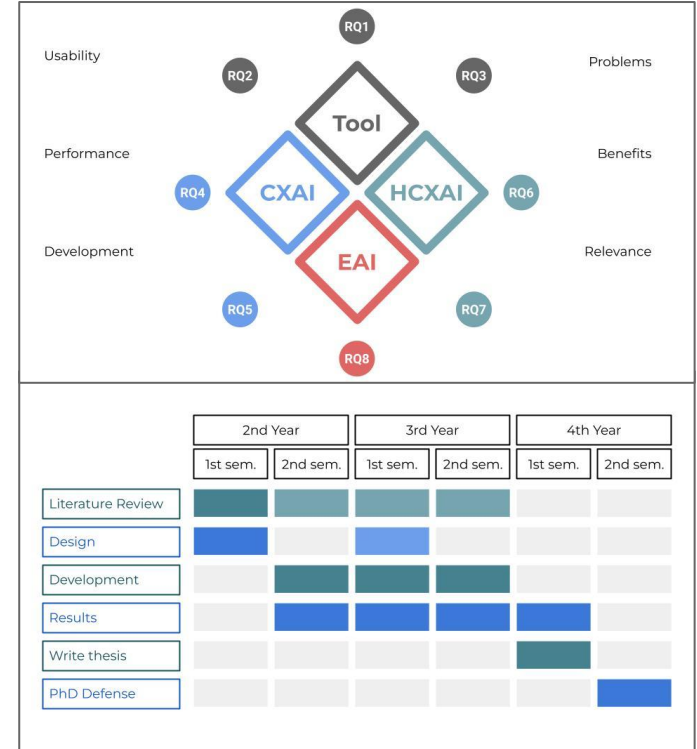 RQ1
Usability
Problems
RQ2
RQ3
Tool
Performance
Benefits
RQ4
CXAI
HCXAI
RQ6
Development
EAI
Relevance
RQ5
RQ7
RQ8
2nd Year
3rd Year
4th Year
1st sem.
2nd sem.
1st sem.
2nd sem.
1st sem.
2nd sem.
Literature Review
Design
Development
Results
Write thesis
PhD Defense